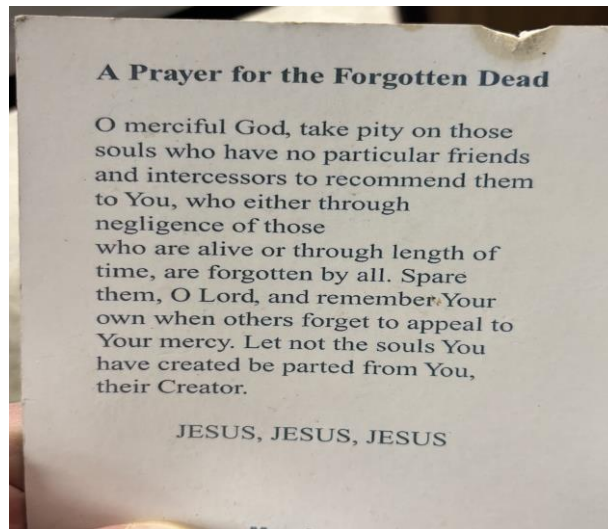 A Prayer for the Forgotten Dead
O merciful God, take pity on those
souls who have no particular friends
and intercessors to recommend them
to You, who either through
negligence of those
who are alive or through length of
time, are forgotten by all. Spare
them, O Lord, and remember Your
own when others forget to appeal to
Your mercy. Let not the souls You
have created be parted from You,
their Creator.
JESUS, JESUS, JESUS